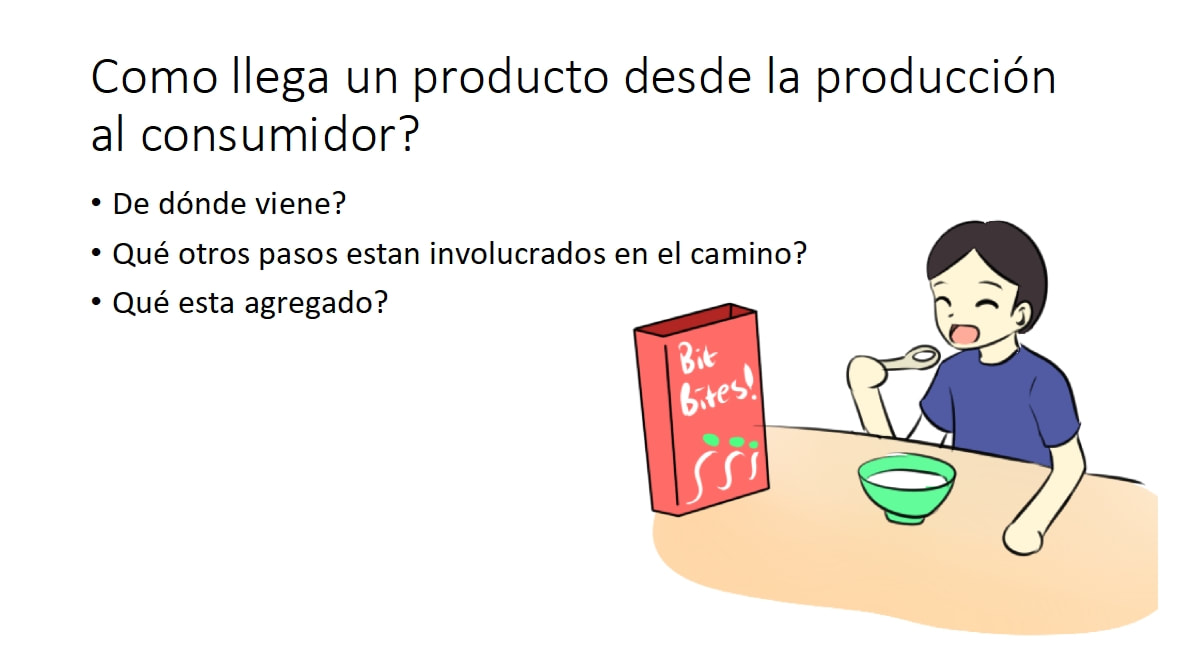 Como llega un producto desde la producción
al consumidor?
• De dónde viene?
• Qué otros pasos estan involucrados en el camino?
• Qué esta agregado?
Bit
Bites!